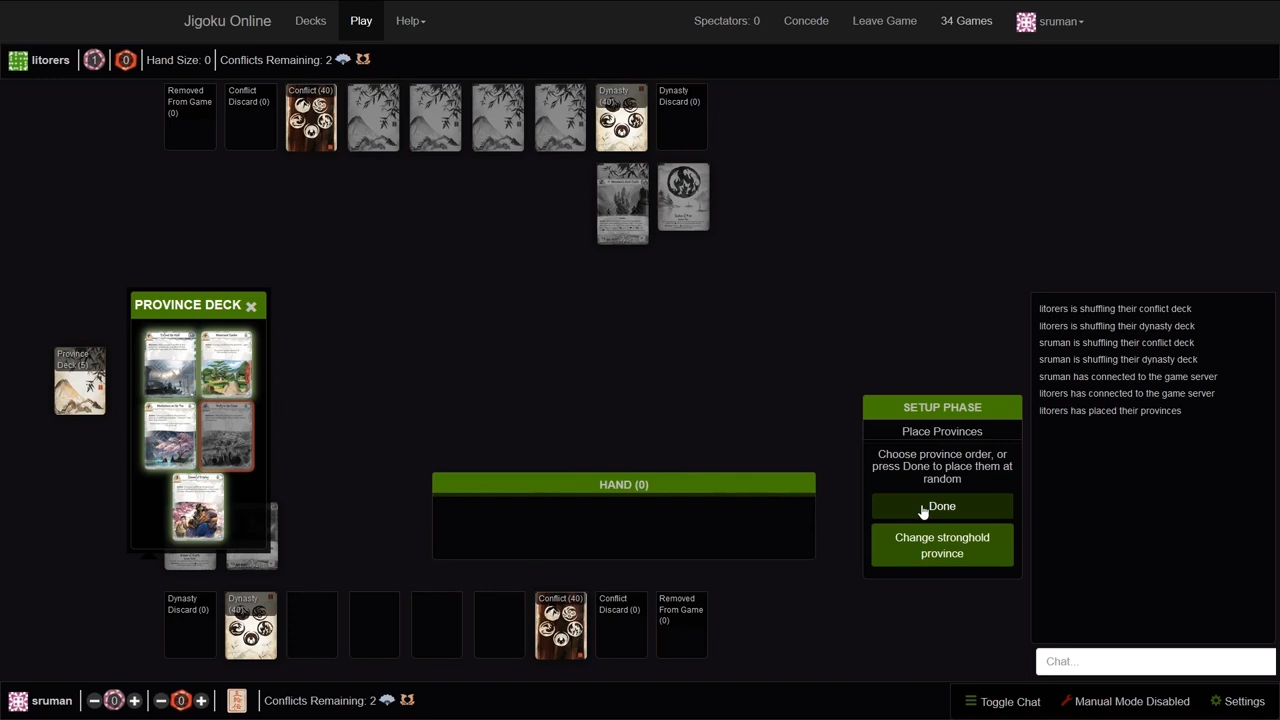 Jigoku Online
Decks
Play
Help
Spectators: 0
Concede
Leave Game
34 Games
sruman
litorers
1
0
Hand Size: 0
Conflicts Remaining: 2
Removed
From Game
(0)
Conflict
Discard (0)
Conflict (40)
Dynasty
(40)
Dynasty
Discard (0)
PROVINCE DECK
Province
Deck (5)
litorers is shuffling their conflict deck
litorers is shuffling their dynasty deck
sruman is shuffling their conflict deck
sruman is shuffling their dynasty deck
sruman has connected to the game server
litorers has connected to the game server
litorers has placed their provinces
SETUP PHASE
Place Provinces
Choose province order, or
press Done to place them at
random
Done
Change stronghold
province
HAND (0)
Dynasty
Discard (0)
Dynasty
(40)
Conflict (40)
Conflict
Discard (0)
Removed
From Game
(0)
Chat...
sruman
0
0
Conflicts Remaining: 2
Toggle Chat
Manual Mode Disabled
Settings